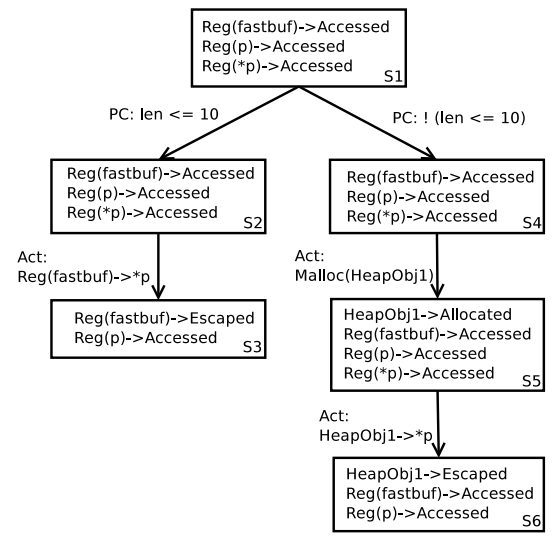 Reg(fastbuf)->Accessed
Reg(p)->Accessed
Reg(*p)->Accessed
S1
PC: len <= 10
PC: ! (len <= 10)
Reg(fastbuf)->Accessed
Reg(p)->Accessed
Reg(*p)->Accessed
S2
Reg(fastbuf)->Accessed
Reg(p)->Accessed
Reg(*p)->Accessed
S4
Act:
Reg(fastbuf)->*p
Act:
Malloc(HeapObj1)
Reg(fastbuf)->Escaped
Reg(p)->Accessed
S3
HeapObj1->Allocated
Reg(fastbuf)->Accessed
Reg(p)->Accessed
Reg(*p)->Accessed
S5
Act:
HeapObj1->*p
HeapObj1->Escaped
Reg(fastbuf)->Accessed
Reg(p)->Accessed
S6